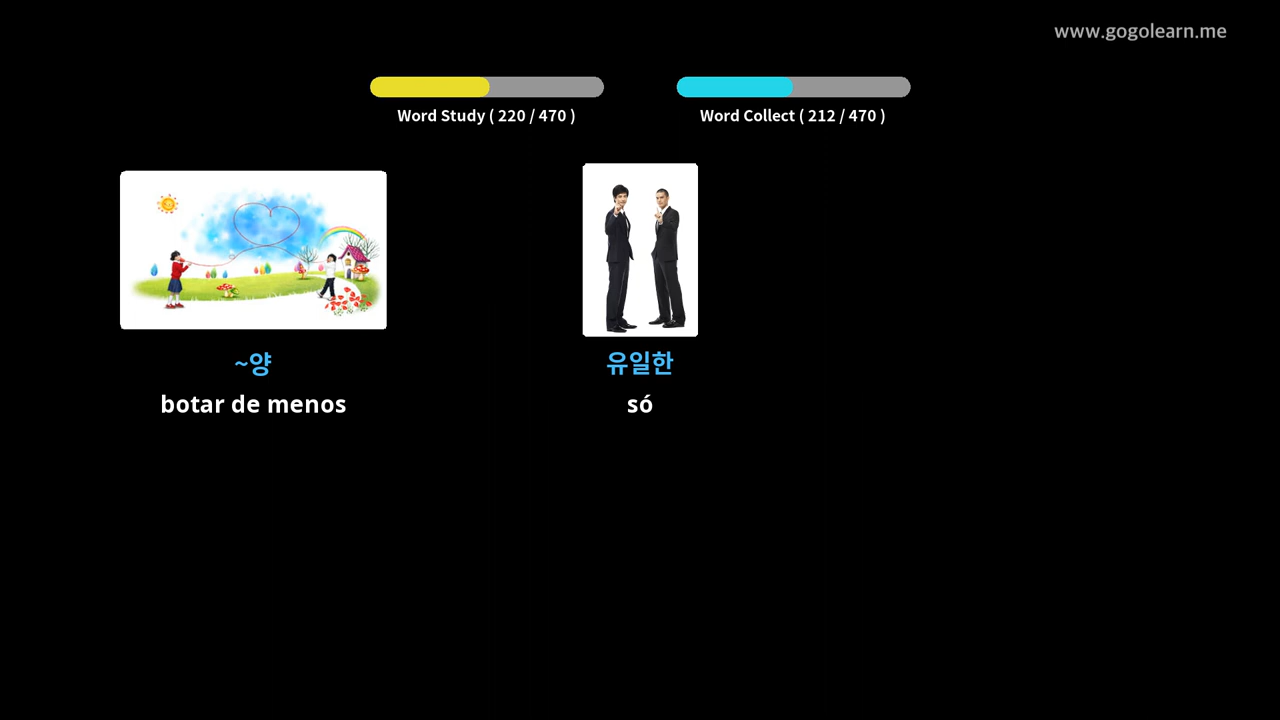 www.gogolearn.me
Word Study ( 220 / 470 )
Word Collect ( 212 / 470 )
~양
botar de menos
유일한
só